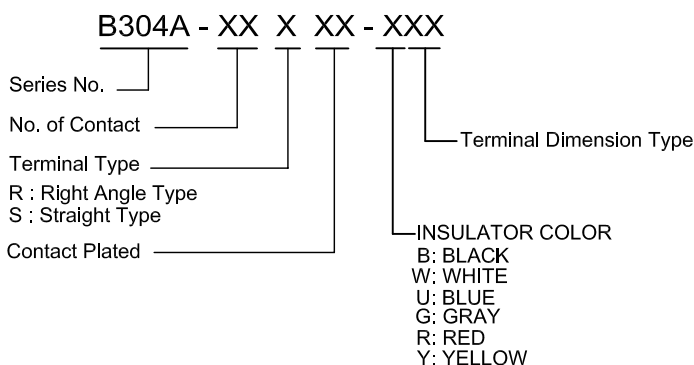 B304A - XX X XX - XXX
Series No.
No. of Contact
Terminal Dimension Type
Terminal Type
R : Right Angle Type
S : Straight Type
Contact Plated
INSULATOR COLOR
B: BLACK
W: WHITE
U: BLUE
G: GRAY
R: RED
Y: YELLOW